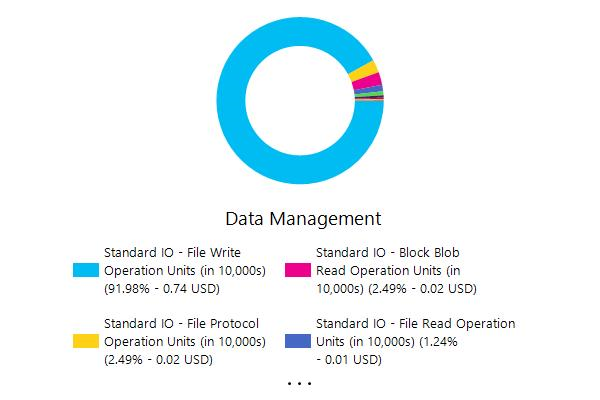 Data Management
Standard IO - File Write
Operation Units (in 10,000s)
(91.98% - 0.74 USD)
Standard IO - Block Blob
Read Operation Units (in
10,000s) (2.49% - 0.02 USD)
Standard IO - File Protocol
Operation Units (in 10,000s)
(2.49% - 0.02 USD)
Standard IO - File Read Operation
Units (in 10,000s) (1.24%
- 0.01 USD)
...